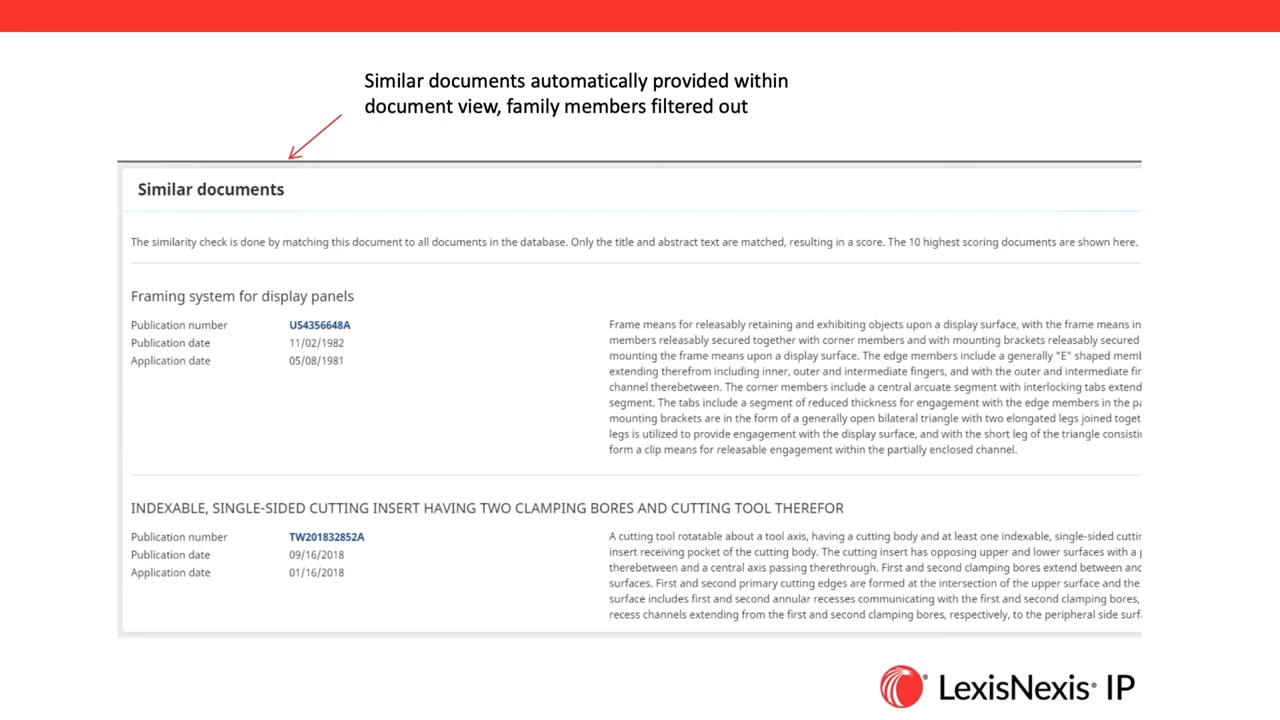 Similar documents automatically provided within
document view, family members filtered out
Similar documents
The similarity check is done by matching this document to all documents in the database. Only the title and abstract text are matched, resulting in a score. The 10 highest scoring documents are shown here.
Framing system for display panels
Publication number US4356648A
Publication date 11/02/1982
Application date 05/08/1981
Frame means for releasably retaining and exhibiting objects upon a display surface, with the frame means in
members releasably secured together with corner members and with mounting brackets releasably secured
mounting the frame means upon a display surface. The edge members include a generally "E" shaped memb
extending therefrom including inner, outer and intermediate fingers, and with the outer and intermediate fin
channel therebetween. The corner members include a central arcuate segment with interlocking tabs extend
segment. The tabs include a segment of reduced thickness for engagement with the edge members in the pa
mounting brackets are in the form of a generally open bilateral triangle with two elongated legs joined toget
legs is utilized to provide engagement with the display surface, and with the short leg of the triangle consisti
form a clip means for releasable engagement within the partially enclosed channel.
INDEXABLE, SINGLE-SIDED CUTTING INSERT HAVING TWO CLAMPING BORES AND CUTTING TOOL THEREFOR
Publication number TW201832852A
Publication date 09/16/2018
Application date 01/16/2018
A cutting tool rotatable about a tool axis, having a cutting body and at least one indexable, single-sided cuttin
insert receiving pocket of the cutting body. The cutting insert has opposing upper and lower surfaces with a
therebetween and a central axis passing therethrough. First and second clamping bores extend between and
surfaces. First and second primary cutting edges are formed at the intersection of the upper surface and the
surface includes first and second annular recesses communicating with the first and second clamping bores,
recess channels extending from the first and second clamping bores, respectively, to the peripheral side surf
LexisNexis® IP